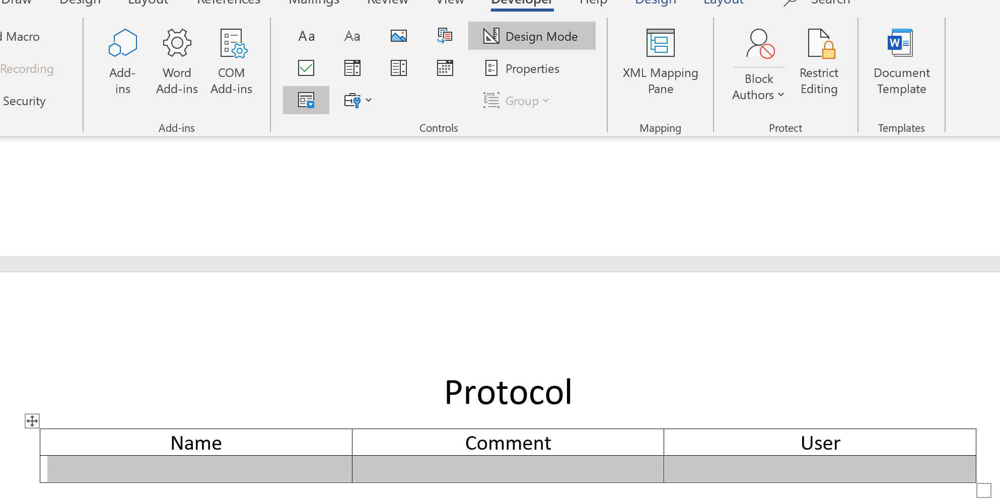 Draw Design Layout References Mailings Review View Developer Help Design Layout Search
Macro
Recording
Security
Add-
ins
Word
Add-ins
COM
Add-ins
Add-ins
Aa Aa
Design Mode
Properties
Group
Controls
XML Mapping
Pane
Mapping
Block
Authors
Restrict
Editing
Protect
W
Document
Template
Templates
Protocol
Name Comment User